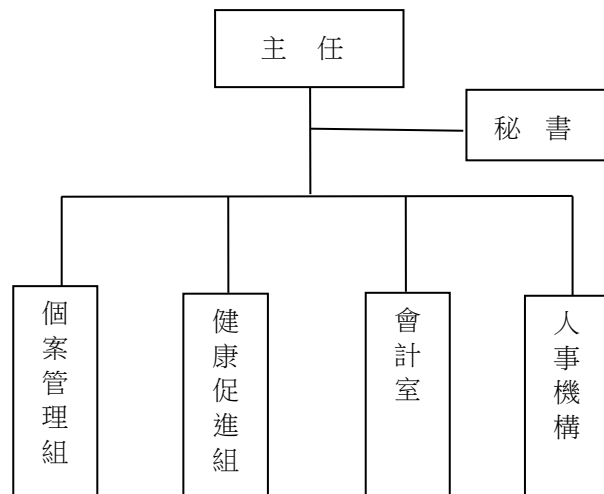 主　任
秘　書
個案管理組
健康促進組
會計室
人事機構